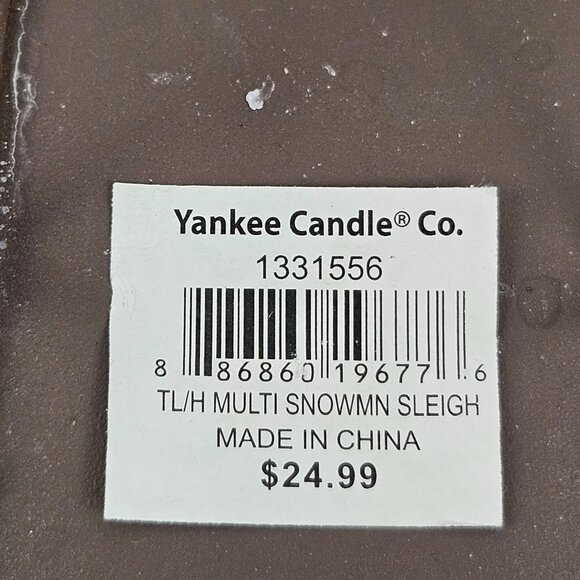 Yankee Candle® Co.
1331556
8 86860 19677 6
TL/H MULTI SNOWMN SLEIGH
MADE IN CHINA
$24.99